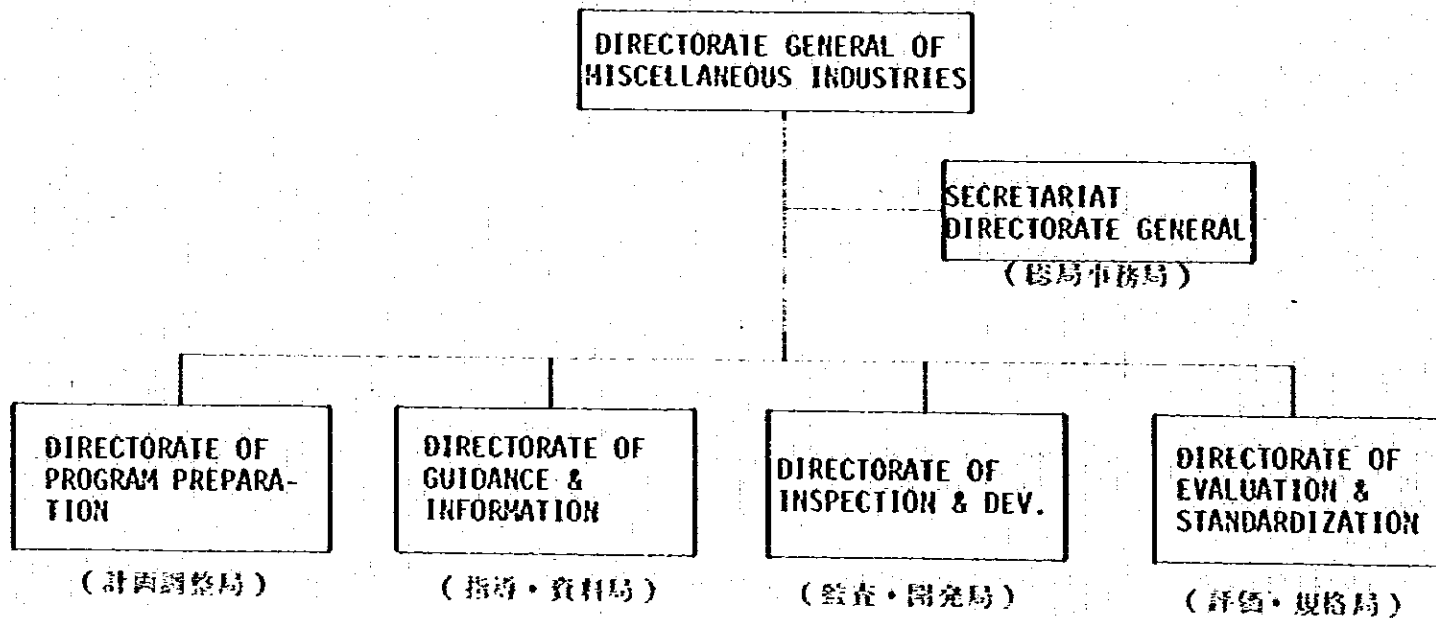 DIRECTORATE GENERAL OF
MISCELLANEOUS INDUSTRIES
SECRETARIAT
DIRECTORATE GENERAL
(総局事務局)
DIRECTORATE OF
PROGRAM PREPARA-
TION
(計画調整局)
DIRECTORATE OF
GUIDANCE &
INFORMATION
(指導・資料局)
DIRECTORATE OF
INSPECTION & DEV.
(監査・開発局)
DIRECTORATE OF
EVALUATION &
STANDARDIZATION
(評価・規格局)